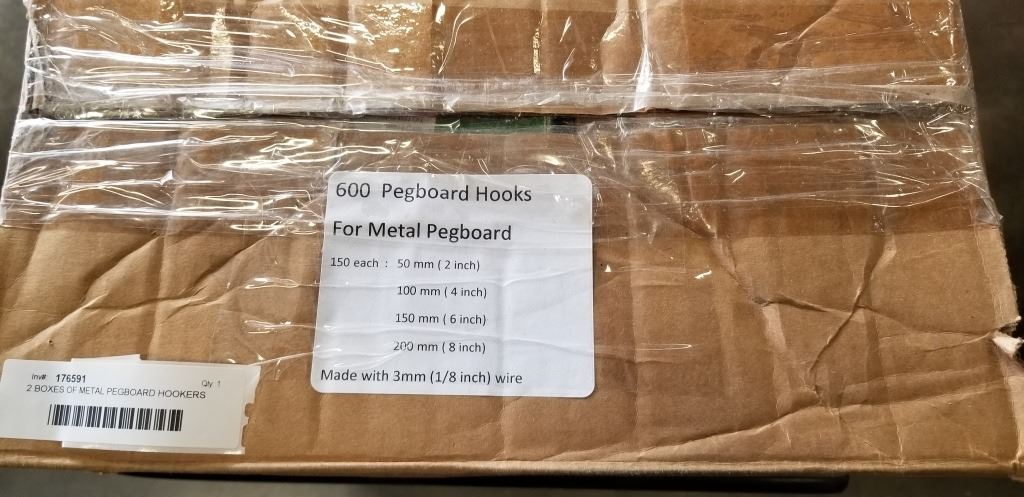 600 Pegboard Hooks
For Metal Pegboard
150 each : 50 mm ( 2 inch)
100 mm ( 4 inch)
150 mm ( 6 inch)
200 mm ( 8 inch)
Made with 3mm (1/8 inch) wire
Inv#: 176591 Qty: 1
2 BOXES OF METAL PEGBOARD HOOKERS